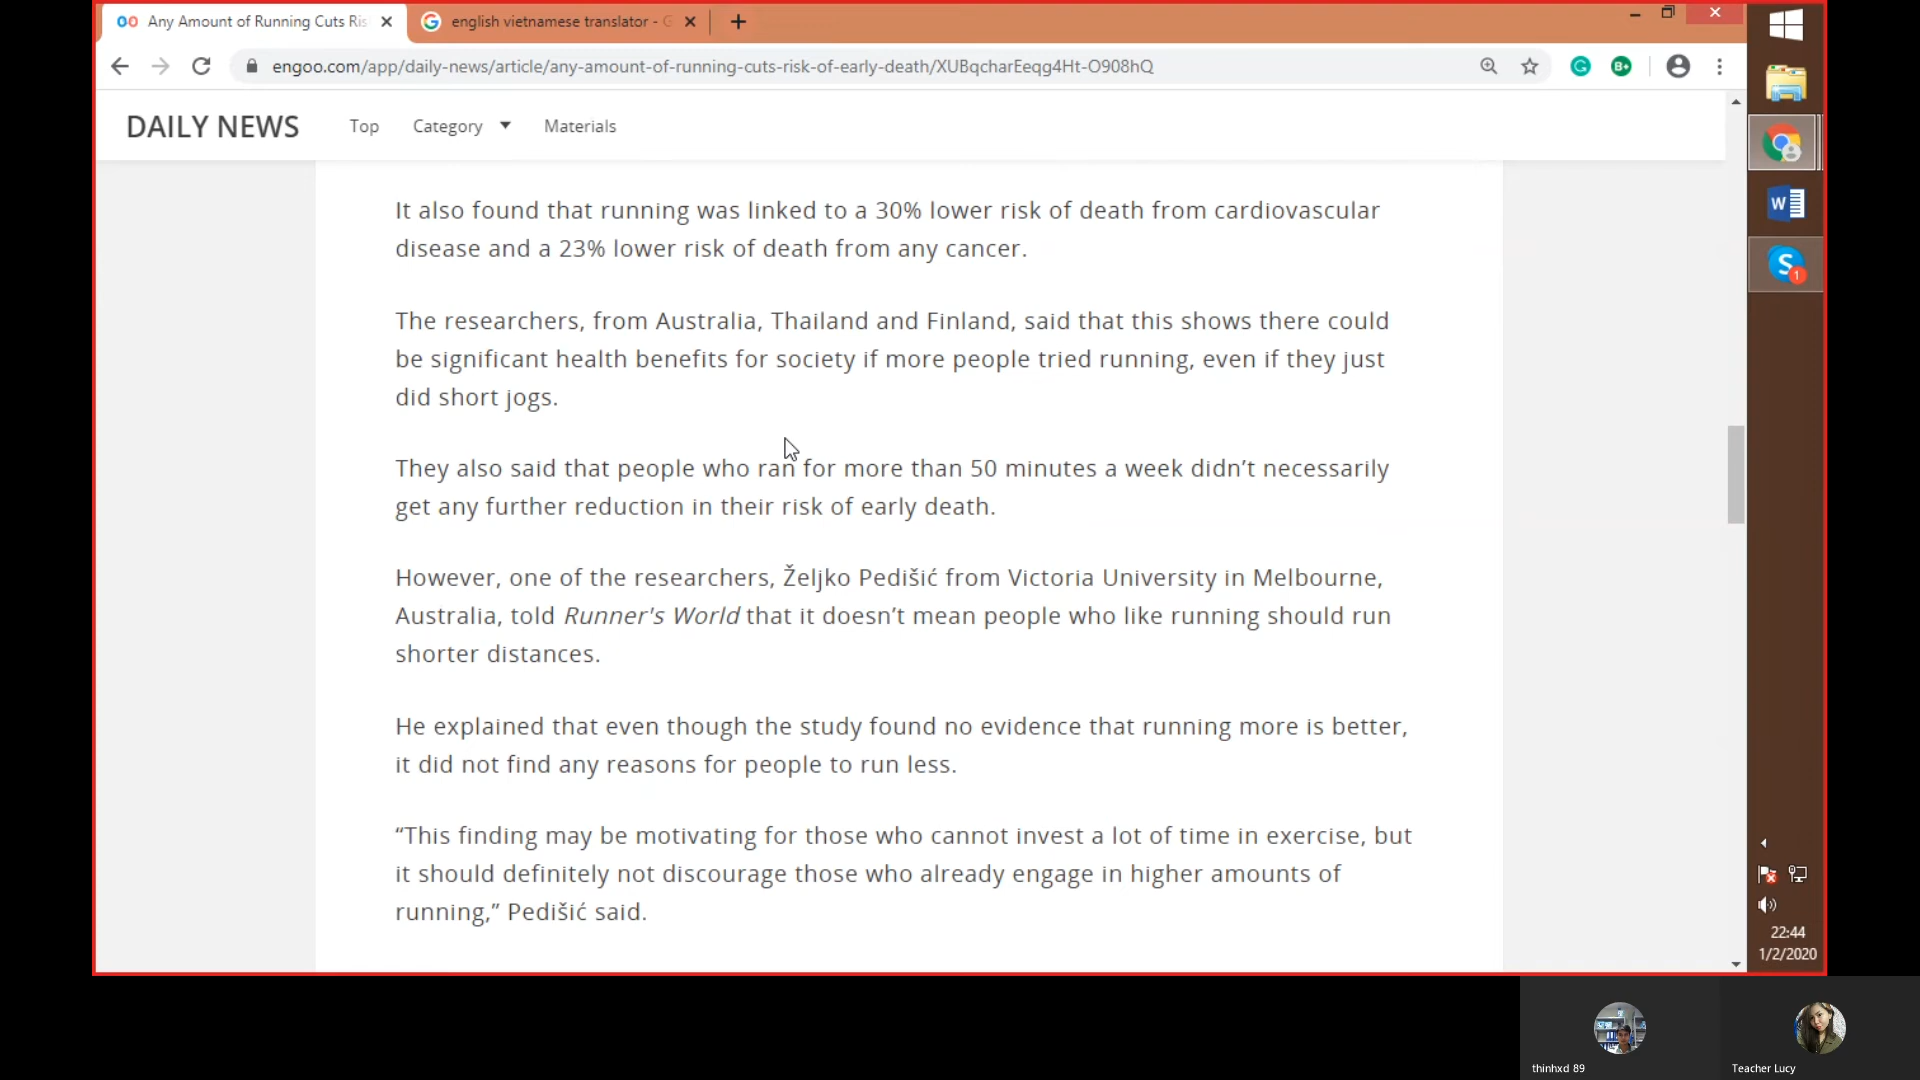 Any Amount of Running Cuts Ris
english vietnamese translator - G
engoo.com/app/daily-news/article/any-amount-of-running-cuts-risk-of-early-death/XUBqcharEeqg4Ht-O908hQ
DAILY NEWS
Top
Category
Materials
It also found that running was linked to a 30% lower risk of death from cardiovascular
disease and a 23% lower risk of death from any cancer.
The researchers, from Australia, Thailand and Finland, said that this shows there could
be significant health benefits for society if more people tried running, even if they just
did short jogs.
They also said that people who ran for more than 50 minutes a week didn’t necessarily
get any further reduction in their risk of early death.
However, one of the researchers, Željko Pedišić from Victoria University in Melbourne,
Australia, told Runner's World that it doesn’t mean people who like running should run
shorter distances.
He explained that even though the study found no evidence that running more is better,
it did not find any reasons for people to run less.
“This finding may be motivating for those who cannot invest a lot of time in exercise, but
it should definitely not discourage those who already engage in higher amounts of
running,” Pedišić said.
B+
W
S
1
22:44
1/2/2020
thinhxd 89
Teacher Lucy